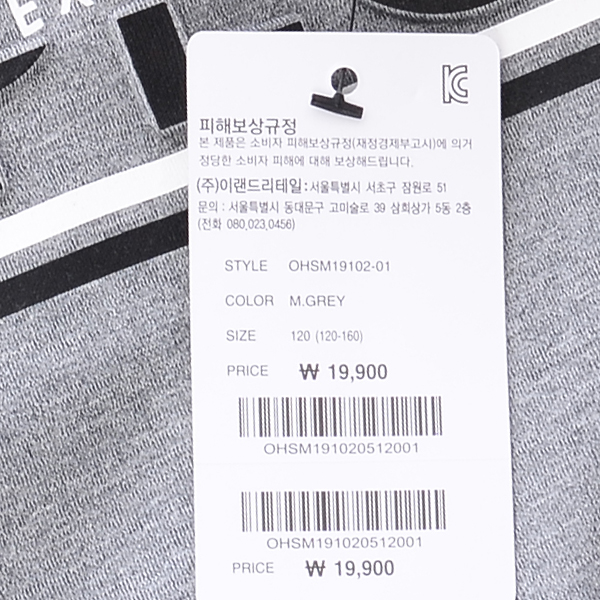 EX
피해보상규정
본 제품은 소비자 피해보상규정(재정경제부고시)에 의거
정당한 소비자 피해에 대해 보상해드립니다.
(주)이랜드리테일:서울특별시 서초구 잠원로 51
문의 : 서울특별시 동대문구 고미술로 39 삼희상가 5동 2층
(전화 080,023,0456)
STYLE OHSM19102-01
COLOR M.GREY
SIZE 120 (120-160)
PRICE ₩ 19,900
OHSM191020512001
OHSM191020512001
PRICE ₩ 19,900